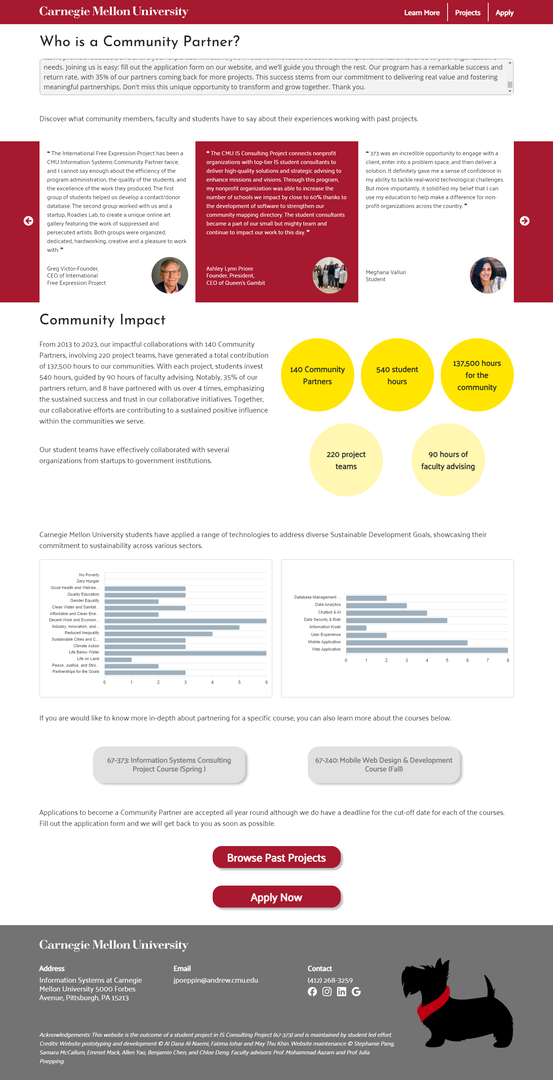 Carnegie Mellon University
Learn More
Projects
Apply
Who is a Community Partner?
needs. Joining us is easy: fill out the application form on our website, and we'll guide you through the rest. Our program has a remarkable success and
return rate, with 35% of our partners coming back for more projects. This success stems from our commitment to delivering real value and fostering
meaningful partnerships. Don't miss this unique opportunity to transform and grow together. Thank you.
Discover what community members, faculty and students have to say about their experiences working with past projects.
❝ The International Free Expression Project has been a
CMU Information Systems Community Partner twice,
and I cannot say enough about the efficiency of the
program administration, the quality of the students, and
the excellence of the work they produced. The first
group of students helped us develop a contact/donor
database. The second group worked with us and a
startup, Roadies Lab, to create a unique online art
gallery featuring the work of suppressed and
persecuted artists. Both groups were organized,
dedicated, hardworking, creative and a pleasure to work
with. ❞
Greg Victor-Founder,
CEO of International
Free Expression Project
❝ The CMU IS Consulting Project connects nonprofit
organizations with top-tier IS student consultants to
deliver high-quality solutions and strategic advising to
enhance missions and visions. Through this program,
my nonprofit organization was able to increase the
number of schools we impact by close to 60% thanks to
the development of software to strengthen our
community mapping directory. The student consultants
became a part of our small but mighty team and
continue to impact our work to this day. ❞
Ashley Lynn Priore
Founder, President,
CEO of Queen's Gambit
❝ 373 was an incredible opportunity to engage with a
client, enter into a problem space, and then deliver a
solution. It definitely gave me a sense of confidence in
my ability to tackle real-world technological challenges.
But more importantly, it solidified my belief that I can
use my education to help make a difference for non-
profit organizations across the country. ❞
Meghana Valluri
Student
Community Impact
From 2013 to 2023, our impactful collaborations with 140 Community
Partners, involving 220 project teams, have generated a total contribution
of 137,500 hours to our communities. With each project, students invest
540 hours, guided by 90 hours of faculty advising. Notably, 35% of our
partners return, and 8 have partnered with us over 4 times, emphasizing
the sustained success and trust in our collaborative initiatives. Together,
our collaborative efforts are contributing to a sustained positive influence
within the communities we serve.
Our student teams have effectively collaborated with several
organizations from startups to government institutions.
140 Community
Partners
540 student
hours
137,500 hours
for the
community
220 project
teams
90 hours of
faculty advising
Carnegie Mellon University students have applied a range of technologies to address diverse Sustainable Development Goals, showcasing their
commitment to sustainability across various sectors.
No Poverty
Zero Hunger
Good Health and Well-be...
Quality Education
Gender Equality
Clean Water and Sanitat...
Affordable and Clean Ene...
Decent Work and Econom...
Industry, Innovation, and...
Reduced Inequality
Sustainable Cities and C...
Climate Action
Life Below Water
Life on Land
Peace, Justice, and Stro...
Partnerships for the Goals
0 1 2 3 4 5 6
Database Management ...
Data Analytics
Chatbot & AI
Data Security & Risk
Information Kiosk
User Experience
Mobile Application
Web Application
0 1 2 3 4 5 6 7 8
If you are would like to know more in-depth about partnering for a specific course, you can also learn more about the courses below.
67-373: Information Systems Consulting
Project Course (Spring )
67-240: Mobile Web Design & Development
Course (Fall)
Applications to become a Community Partner are accepted all year round although we do have a deadline for the cut-off date for each of the courses.
Fill out the application form and we will get back to you as soon as possible.
Browse Past Projects
Apply Now
Carnegie Mellon University
Address
Information Systems at Carnegie
Mellon University 5000 Forbes
Avenue, Pittsburgh, PA 15213
Email
jpoeppin@andrew.cmu.edu
Contact
(412) 268-3259
Acknowledgements: This website is the outcome of a student project in IS Consulting Project (67-373) and is maintained by student led effort.
Credits: Website prototyping and development © Al Dana Al-Naemi, Fatima Johar and May Thu Khin. Website maintenance © Stephanie Pang,
Samara McCallum, Emmet Mack, Allen Yao, Benjamin Chen, and Chloe Deng. Faculty advisors: Prof. Mohammad Aazam and Prof. Julia
Poepping.